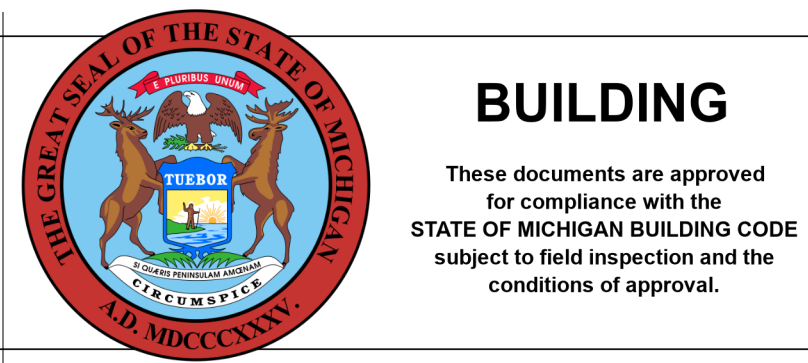 THE GREAT SEAL OF THE STATE OF MICHIGAN
E PLURIBUS UNUM
TUEBOR
SI QUÆRIS PENINSULAM AMŒNAM
CIRCUMSPICE
A.D. MDCCCXXXV.
BUILDING
These documents are approved
for compliance with the
STATE OF MICHIGAN BUILDING CODE
subject to field inspection and the
conditions of approval.